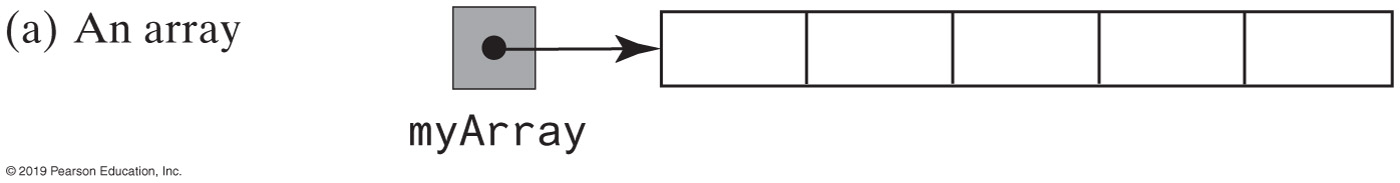 (a) An array
myArray
© 2019 Pearson Education, Inc.